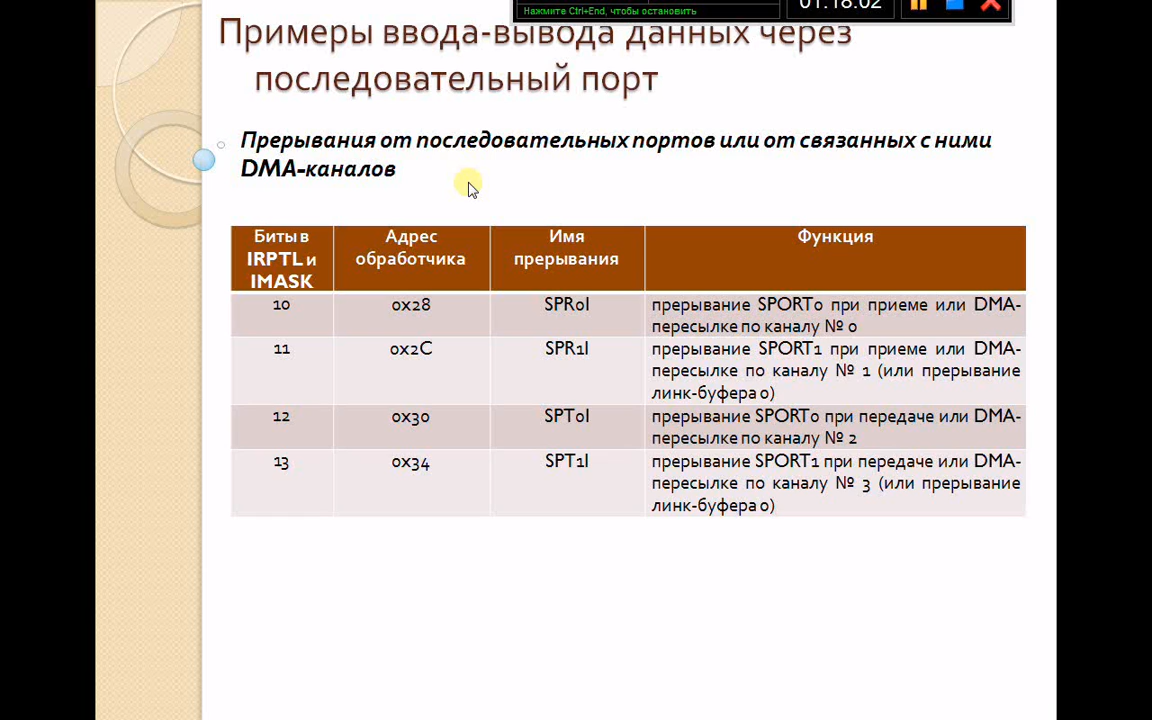 Нажмите Ctrl+End, чтобы остановить
01:18:02
Примеры ввода-вывода данных через
последовательный порт
Прерывания от последовательных портов или от связанных с ними
DMA-каналов
Биты в
IRPTL и
IMASK
Адрес
обработчика
Имя
прерывания
Функция
10
0x28
SPR0I
прерывание SPORT0 при приеме или DMA-
пересылке по каналу № 0
11
0x2C
SPR1I
прерывание SPORT1 при приеме или DMA-
пересылке по каналу № 1 (или прерывание
линк-буфера 0)
12
0x30
SPT0I
прерывание SPORT0 при передаче или DMA-
пересылке по каналу № 2
13
0x34
SPT1I
прерывание SPORT1 при передаче или DMA-
пересылке по каналу № 3 (или прерывание
линк-буфера 0)